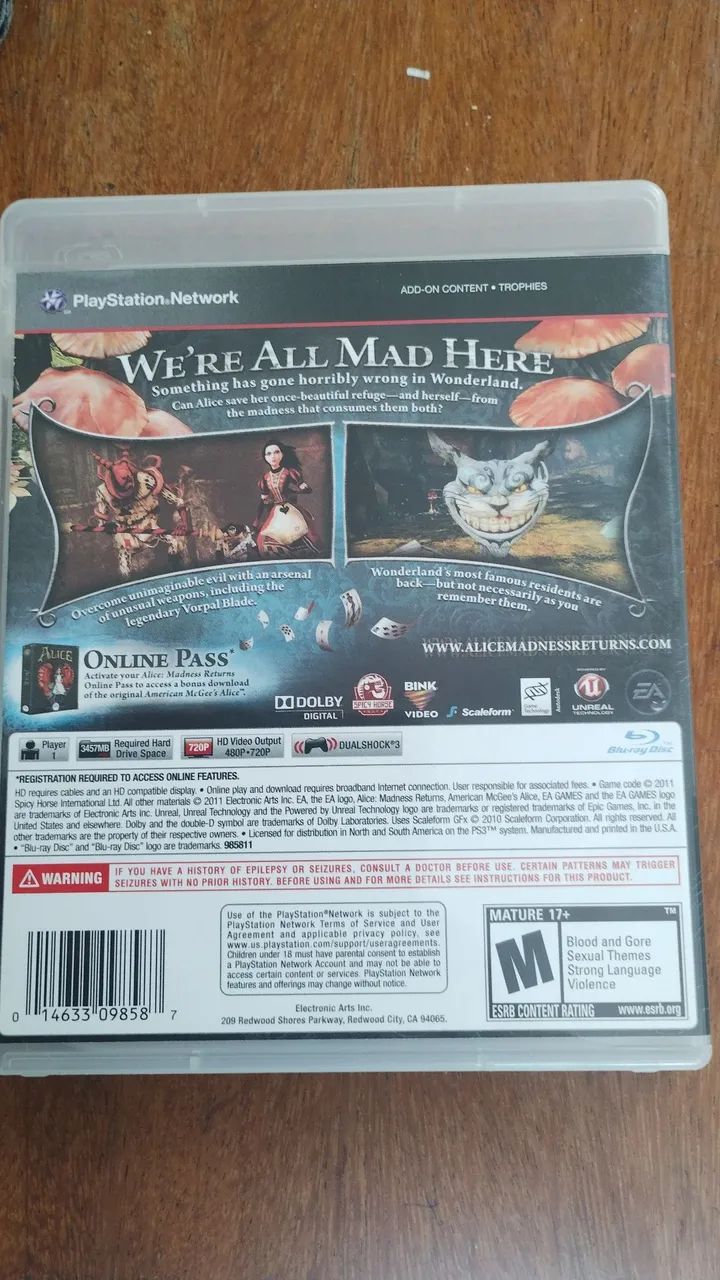 PlayStation®Network
ADD-ON CONTENT • TROPHIES
WE'RE ALL MAD HERE
Something has gone horribly wrong in Wonderland.
Can Alice save her once-beautiful refuge—and herself—from
the madness that consumes them both?
Overcome unimaginable evil with an arsenal
of unusual weapons, including the
legendary Vorpal Blade.
Wonderland's most famous residents are
back—but not necessarily as you
remember them.
WWW.ALICEMADNESSRETURNS.COM
ALICE
ONLINE PASS*
Activate your Alice: Madness Returns
Online Pass to access a bonus download
of the original American McGee's Alice™.
DOLBY
DIGITAL
SPICY HORSE
BINK
VIDEO
Scaleform
Game
Technology
Autodesk
UNREAL
TECHNOLOGY
EA
Player
1
3457MB
Required Hard
Drive Space
720P
HD Video Output
480P•720P
DUALSHOCK®3
Blu-ray Disc
*REGISTRATION REQUIRED TO ACCESS ONLINE FEATURES.
HD requires cables and an HD compatible display. • Online play and download requires broadband Internet connection. User responsible for associated fees. • Game code © 2011
Spicy Horse International Ltd. All other materials © 2011 Electronic Arts Inc. EA, the EA logo, Alice: Madness Returns, American McGee's Alice, EA GAMES and the EA GAMES logo
are trademarks of Electronic Arts Inc. Unreal, Unreal Technology and the Powered by Unreal Technology logo are trademarks or registered trademarks of Epic Games, Inc. in the
United States and elsewhere. Dolby and the double-D symbol are trademarks of Dolby Laboratories. Uses Scaleform GFx © 2010 Scaleform Corporation. All rights reserved. All
other trademarks are the property of their respective owners. • Licensed for distribution in North and South America on the PS3™ system. Manufactured and printed in the U.S.A.
• "Blu-ray Disc" and "Blu-ray Disc" logo are trademarks. 985811
WARNING
IF YOU HAVE A HISTORY OF EPILEPSY OR SEIZURES, CONSULT A DOCTOR BEFORE USE. CERTAIN PATTERNS MAY TRIGGER
SEIZURES WITH NO PRIOR HISTORY. BEFORE USING AND FOR MORE DETAILS SEE INSTRUCTIONS FOR THIS PRODUCT.
Use of the PlayStation®Network is subject to the
PlayStation Network Terms of Service and User
Agreement and applicable privacy policy, see
www.us.playstation.com/support/useragreements.
Children under 18 must have parental consent to establish
a PlayStation Network Account and may not be able to
access certain content or services. PlayStation Network
features and offerings may change without notice.
Electronic Arts Inc.
209 Redwood Shores Parkway, Redwood City, CA 94065.
0 14633 09858 7
MATURE 17+ ™
M
Blood and Gore
Sexual Themes
Strong Language
Violence
ESRB CONTENT RATING www.esrb.org